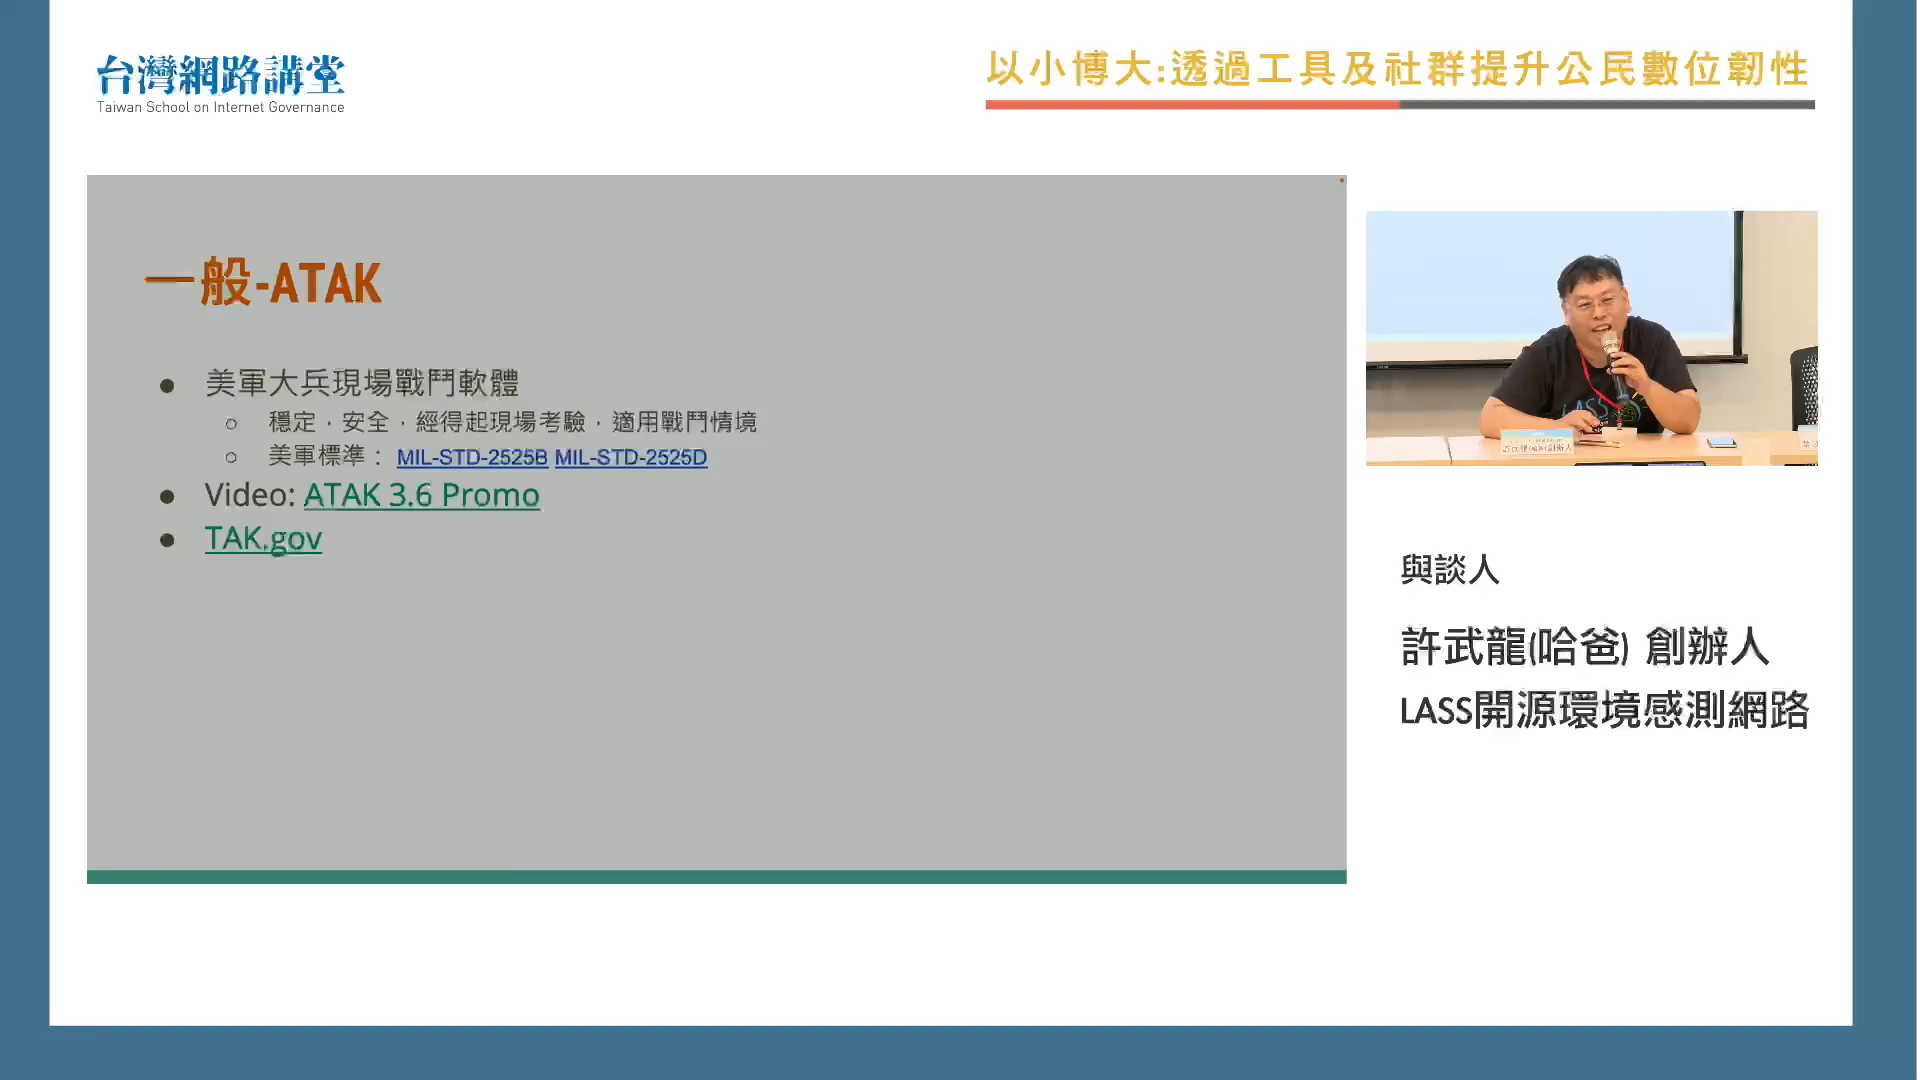 台灣網路講堂
Taiwan School on Internet Governance
以小博大:透過工具及社群提升公民數位韌性
一般-ATAK
● 美軍大兵現場戰鬥軟體
○ 穩定，安全，經得起現場考驗，適用戰鬥情境
○ 美軍標準： MIL-STD-2525B MIL-STD-2525D
● Video: ATAK 3.6 Promo
● TAK.gov
LASS
與談人
許武龍(哈爸) 創辦人
LASS開源環境感測網路